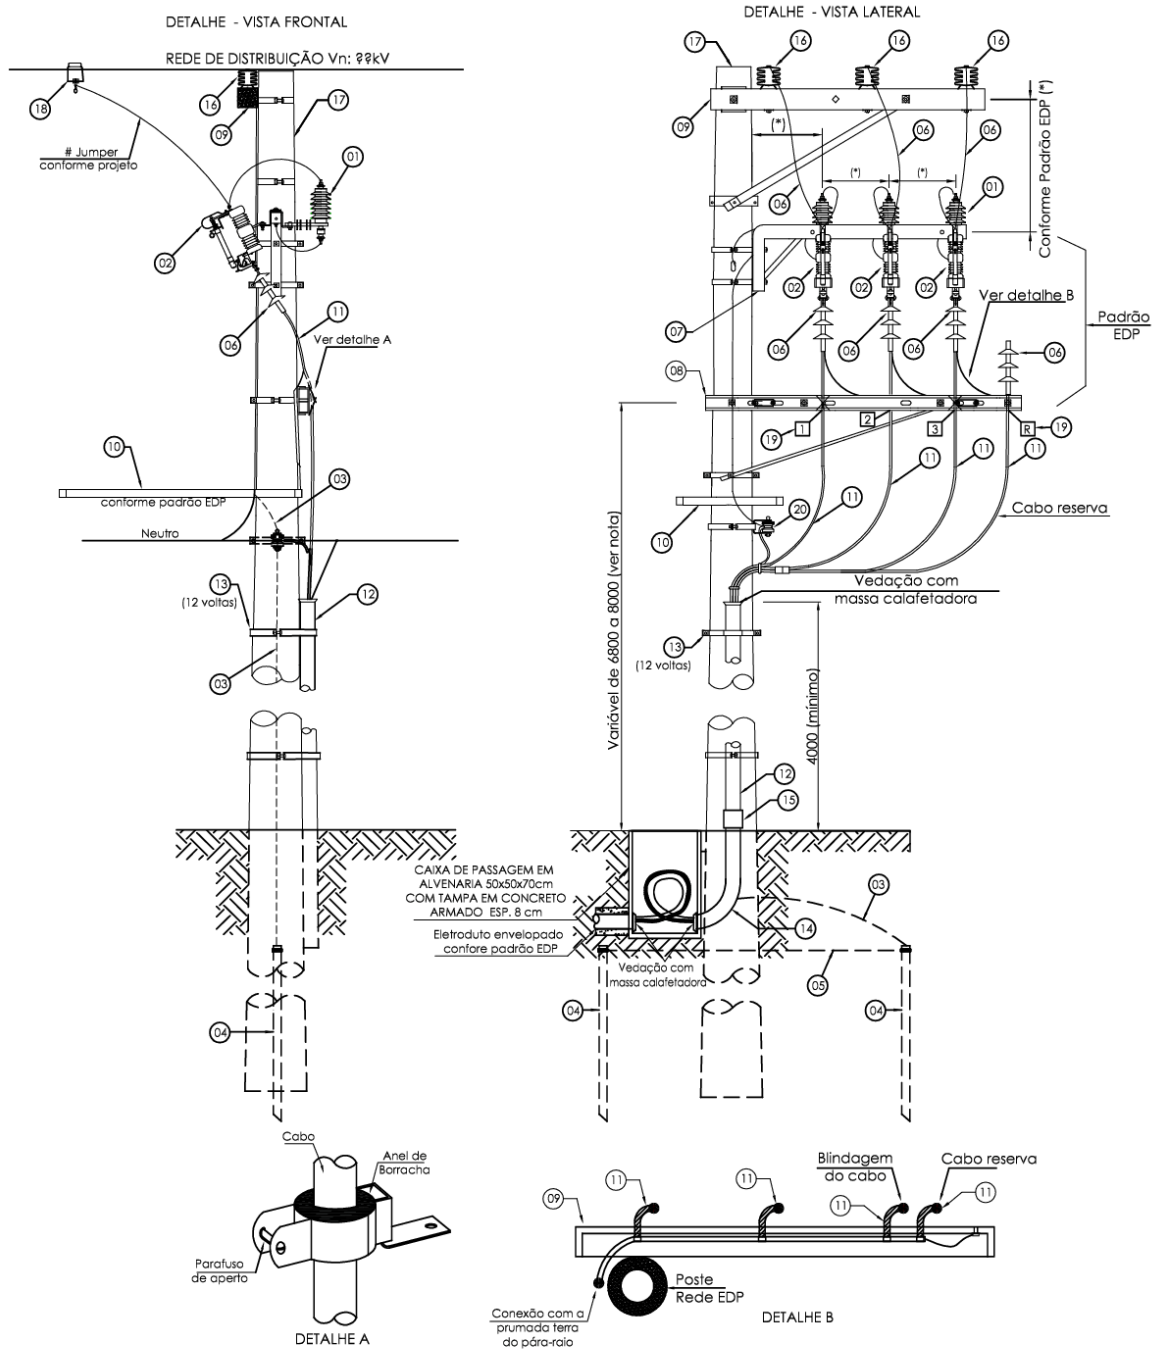 DETALHE - VISTA FRONTAL
REDE DE DISTRIBUIÇÃO Vn: ??kV
18
16
09
17
# Jumper
conforme projeto
01
02
06
11
Ver detalhe A
10
conforme padrão EDP
03
Neutro
13
(12 voltas)
12
03
04
DETALHE - VISTA LATERAL
17
16
16
16
09
(*)
06
06
(*)
(*)
06
01
Conforme Padrão EDP (*)
02
02
02
07
06
06
06
Ver detalhe B
Padrão
EDP
06
08
19
1
2
3
R
19
11
11
11
11
10
20
Cabo reserva
Vedação com
massa calafetadora
13
(12 voltas)
Variável de 6800 a 8000 (ver nota)
4000 (mínimo)
12
15
CAIXA DE PASSAGEM EM
ALVENARIA 50x50x70cm
COM TAMPA EM CONCRETO
ARMADO ESP. 8 cm
Eletroduto envelopado
confore padrão EDP
Vedação com
massa calafetadora
03
14
05
04
04
Cabo
Anel de
Borracha
Parafuso
de aperto
DETALHE A
09
11
11
Blindagem
do cabo
Cabo reserva
11
11
Poste
Rede EDP
Conexão com a
prumada terra
do pára-raio
DETALHE B